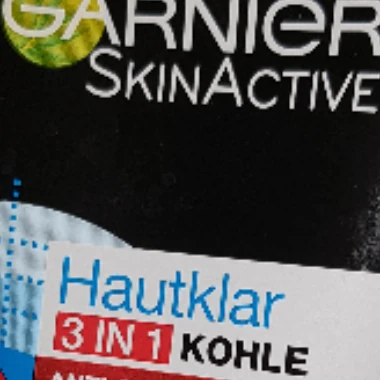 GARNIER
SKINACTIVE
Hautklar
3 IN 1 KOHLE